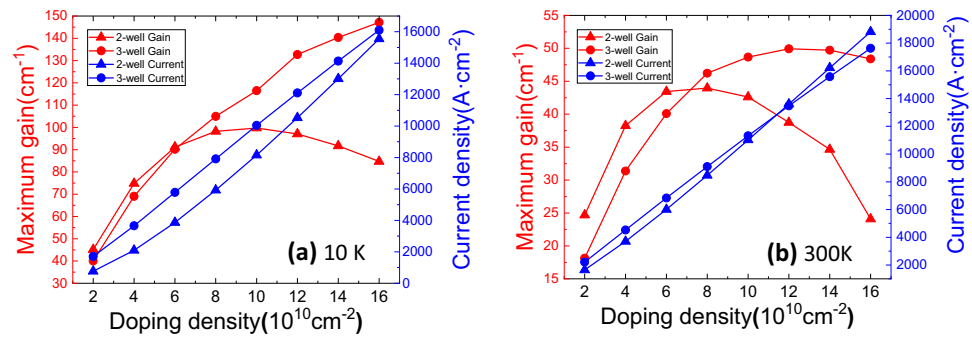 150
140
130
120
110
100
90
80
70
60
50
40
30
Maximum gain(cm⁻¹)
2-well Gain
3-well Gain
2-well Current
3-well Current
(a) 10 K
16000
14000
12000
10000
8000
6000
4000
2000
0
Current density(A·cm⁻²)
2 4 6 8 10 12 14 16
Doping density(10¹⁰cm⁻²)
55
50
45
40
35
30
25
20
15
Maximum gain(cm⁻¹)
2-well Gain
3-well Gain
2-well Current
3-well Current
(b) 300K
20000
18000
16000
14000
12000
10000
8000
6000
4000
2000
Current density(A·cm⁻²)
2 4 6 8 10 12 14 16
Doping density(10¹⁰cm⁻²)